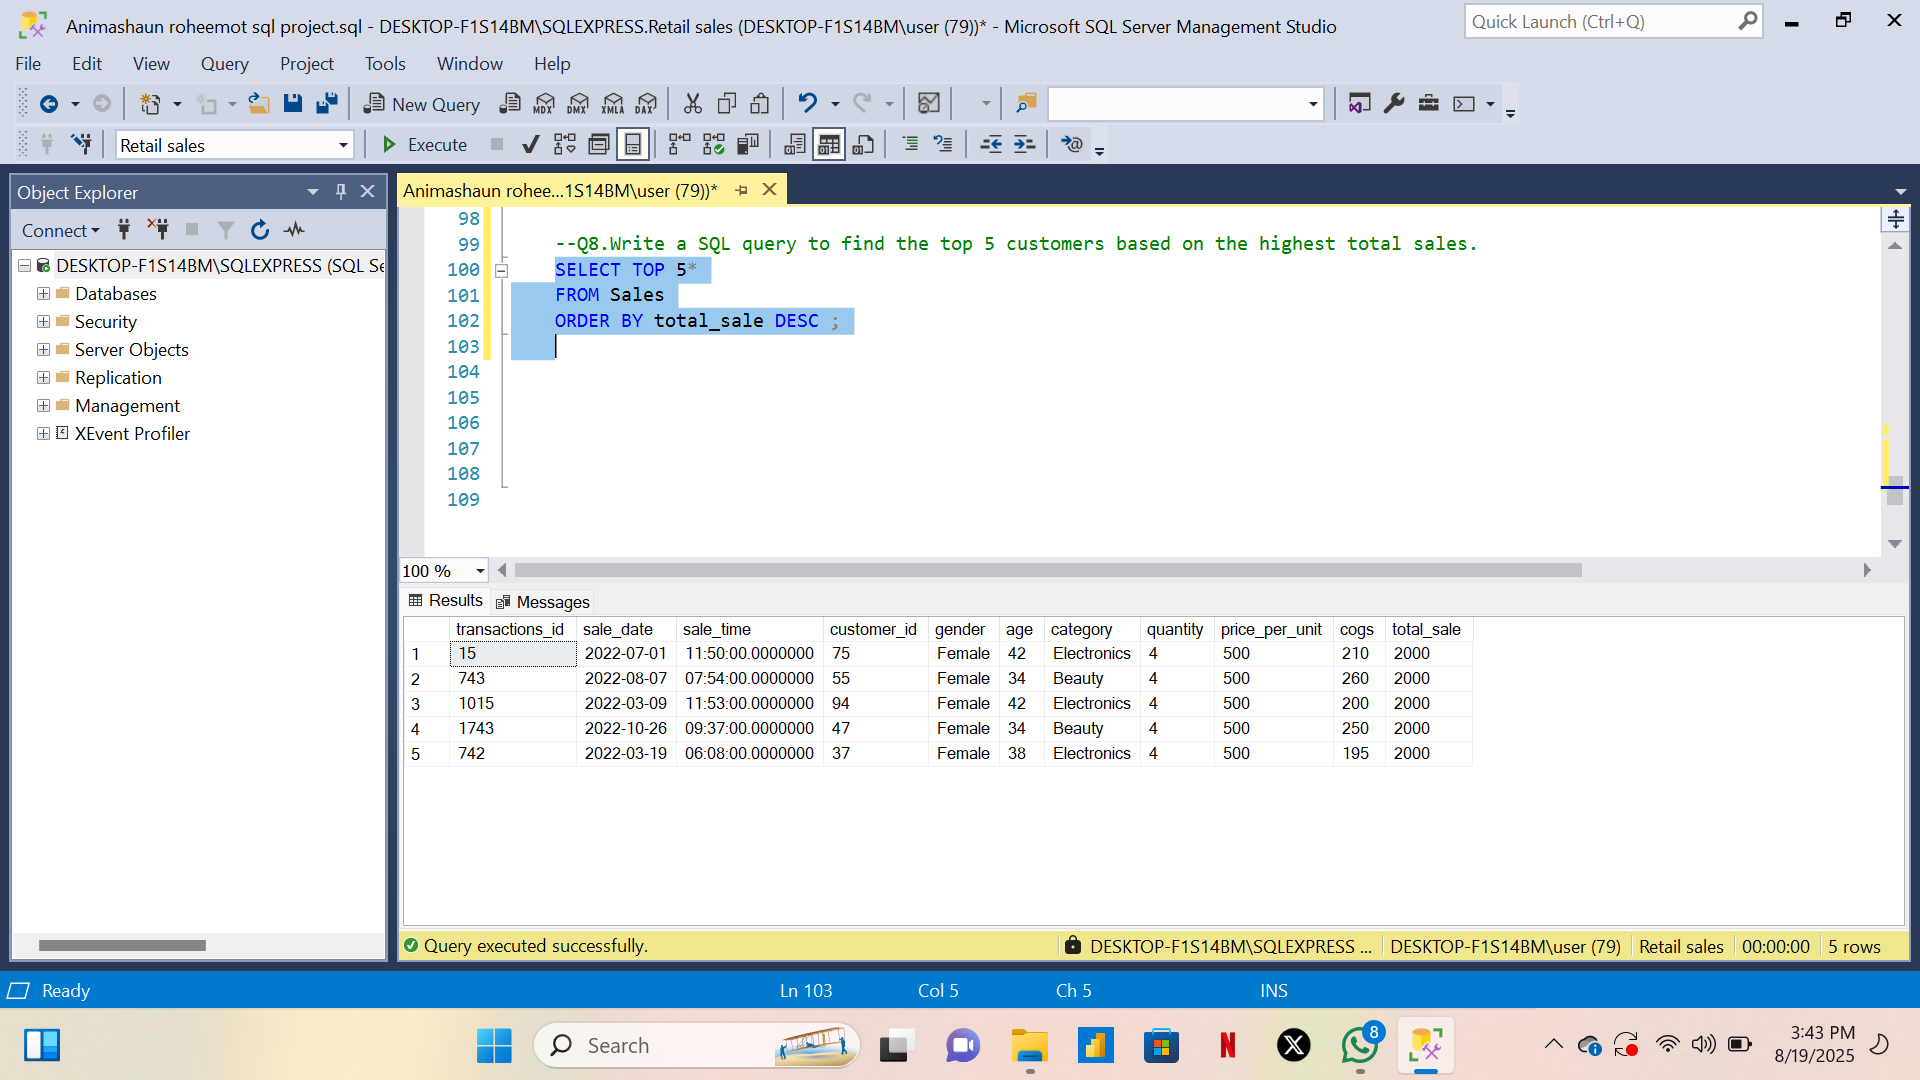 Animashaun roheemot sql project.sql - DESKTOP-F1S14BM\SQLEXPRESS.Retail sales (DESKTOP-F1S14BM\user (79))* - Microsoft SQL Server Management Studio
Quick Launch (Ctrl+Q)
File Edit View Query Project Tools Window Help
New Query MDX DMX XMLA DAX
Retail sales Execute
Object Explorer
Connect
DESKTOP-F1S14BM\SQLEXPRESS (SQL Se
Databases
Security
Server Objects
Replication
Management
XEvent Profiler
Animashaun rohee...1S14BM\user (79))*
98
99 --Q8.Write a SQL query to find the top 5 customers based on the highest total sales.
100 SELECT TOP 5*
101 FROM Sales
102 ORDER BY total_sale DESC ;
103
104
105
106
107
108
109
100 %
Results Messages
transactions_id sale_date sale_time customer_id gender age category quantity price_per_unit cogs total_sale
1 15 2022-07-01 11:50:00.0000000 75 Female 42 Electronics 4 500 210 2000
2 743 2022-08-07 07:54:00.0000000 55 Female 34 Beauty 4 500 260 2000
3 1015 2022-03-09 11:53:00.0000000 94 Female 42 Electronics 4 500 200 2000
4 1743 2022-10-26 09:37:00.0000000 47 Female 34 Beauty 4 500 250 2000
5 742 2022-03-19 06:08:00.0000000 37 Female 38 Electronics 4 500 195 2000
Query executed successfully. DESKTOP-F1S14BM\SQLEXPRESS ... DESKTOP-F1S14BM\user (79) Retail sales 00:00:00 5 rows
Ready Ln 103 Col 5 Ch 5 INS
Search
8
3:43 PM
8/19/2025